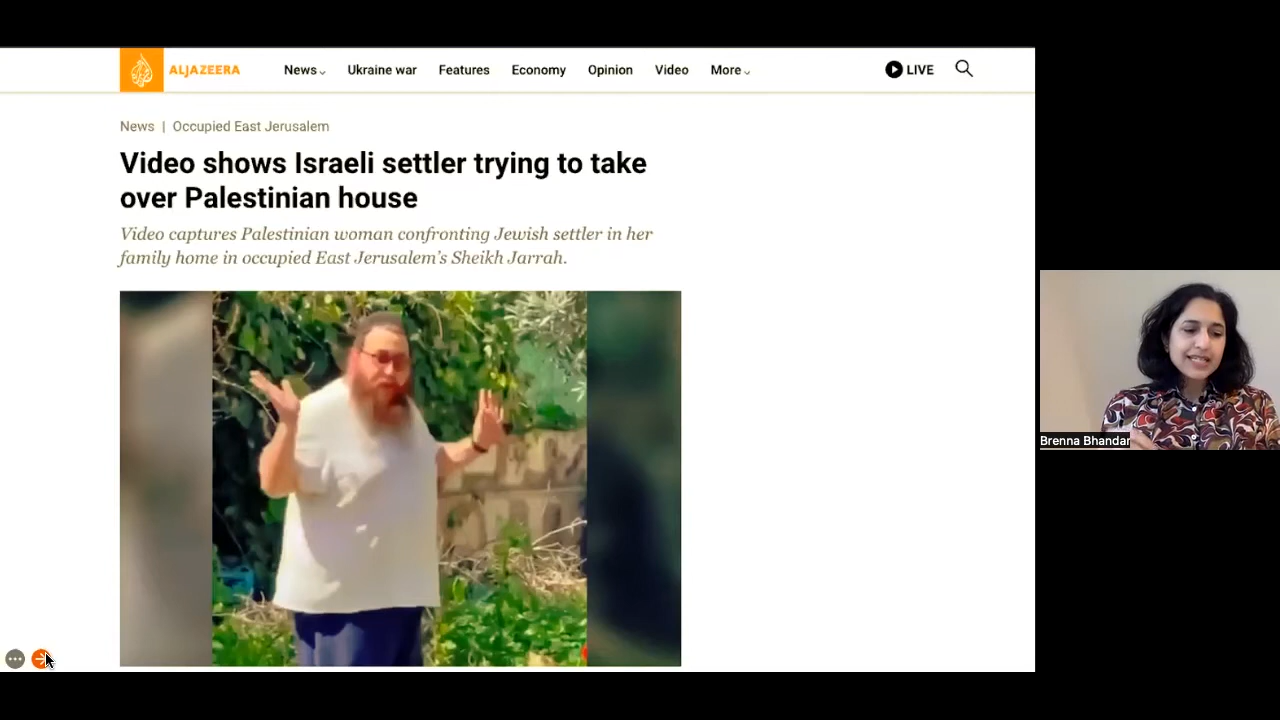 ALJAZEERA
News Ukraine war Features Economy Opinion Video More LIVE
News | Occupied East Jerusalem
Video shows Israeli settler trying to take
over Palestinian house
Video captures Palestinian woman confronting Jewish settler in her
family home in occupied East Jerusalem’s Sheikh Jarrah.
Brenna Bhandar